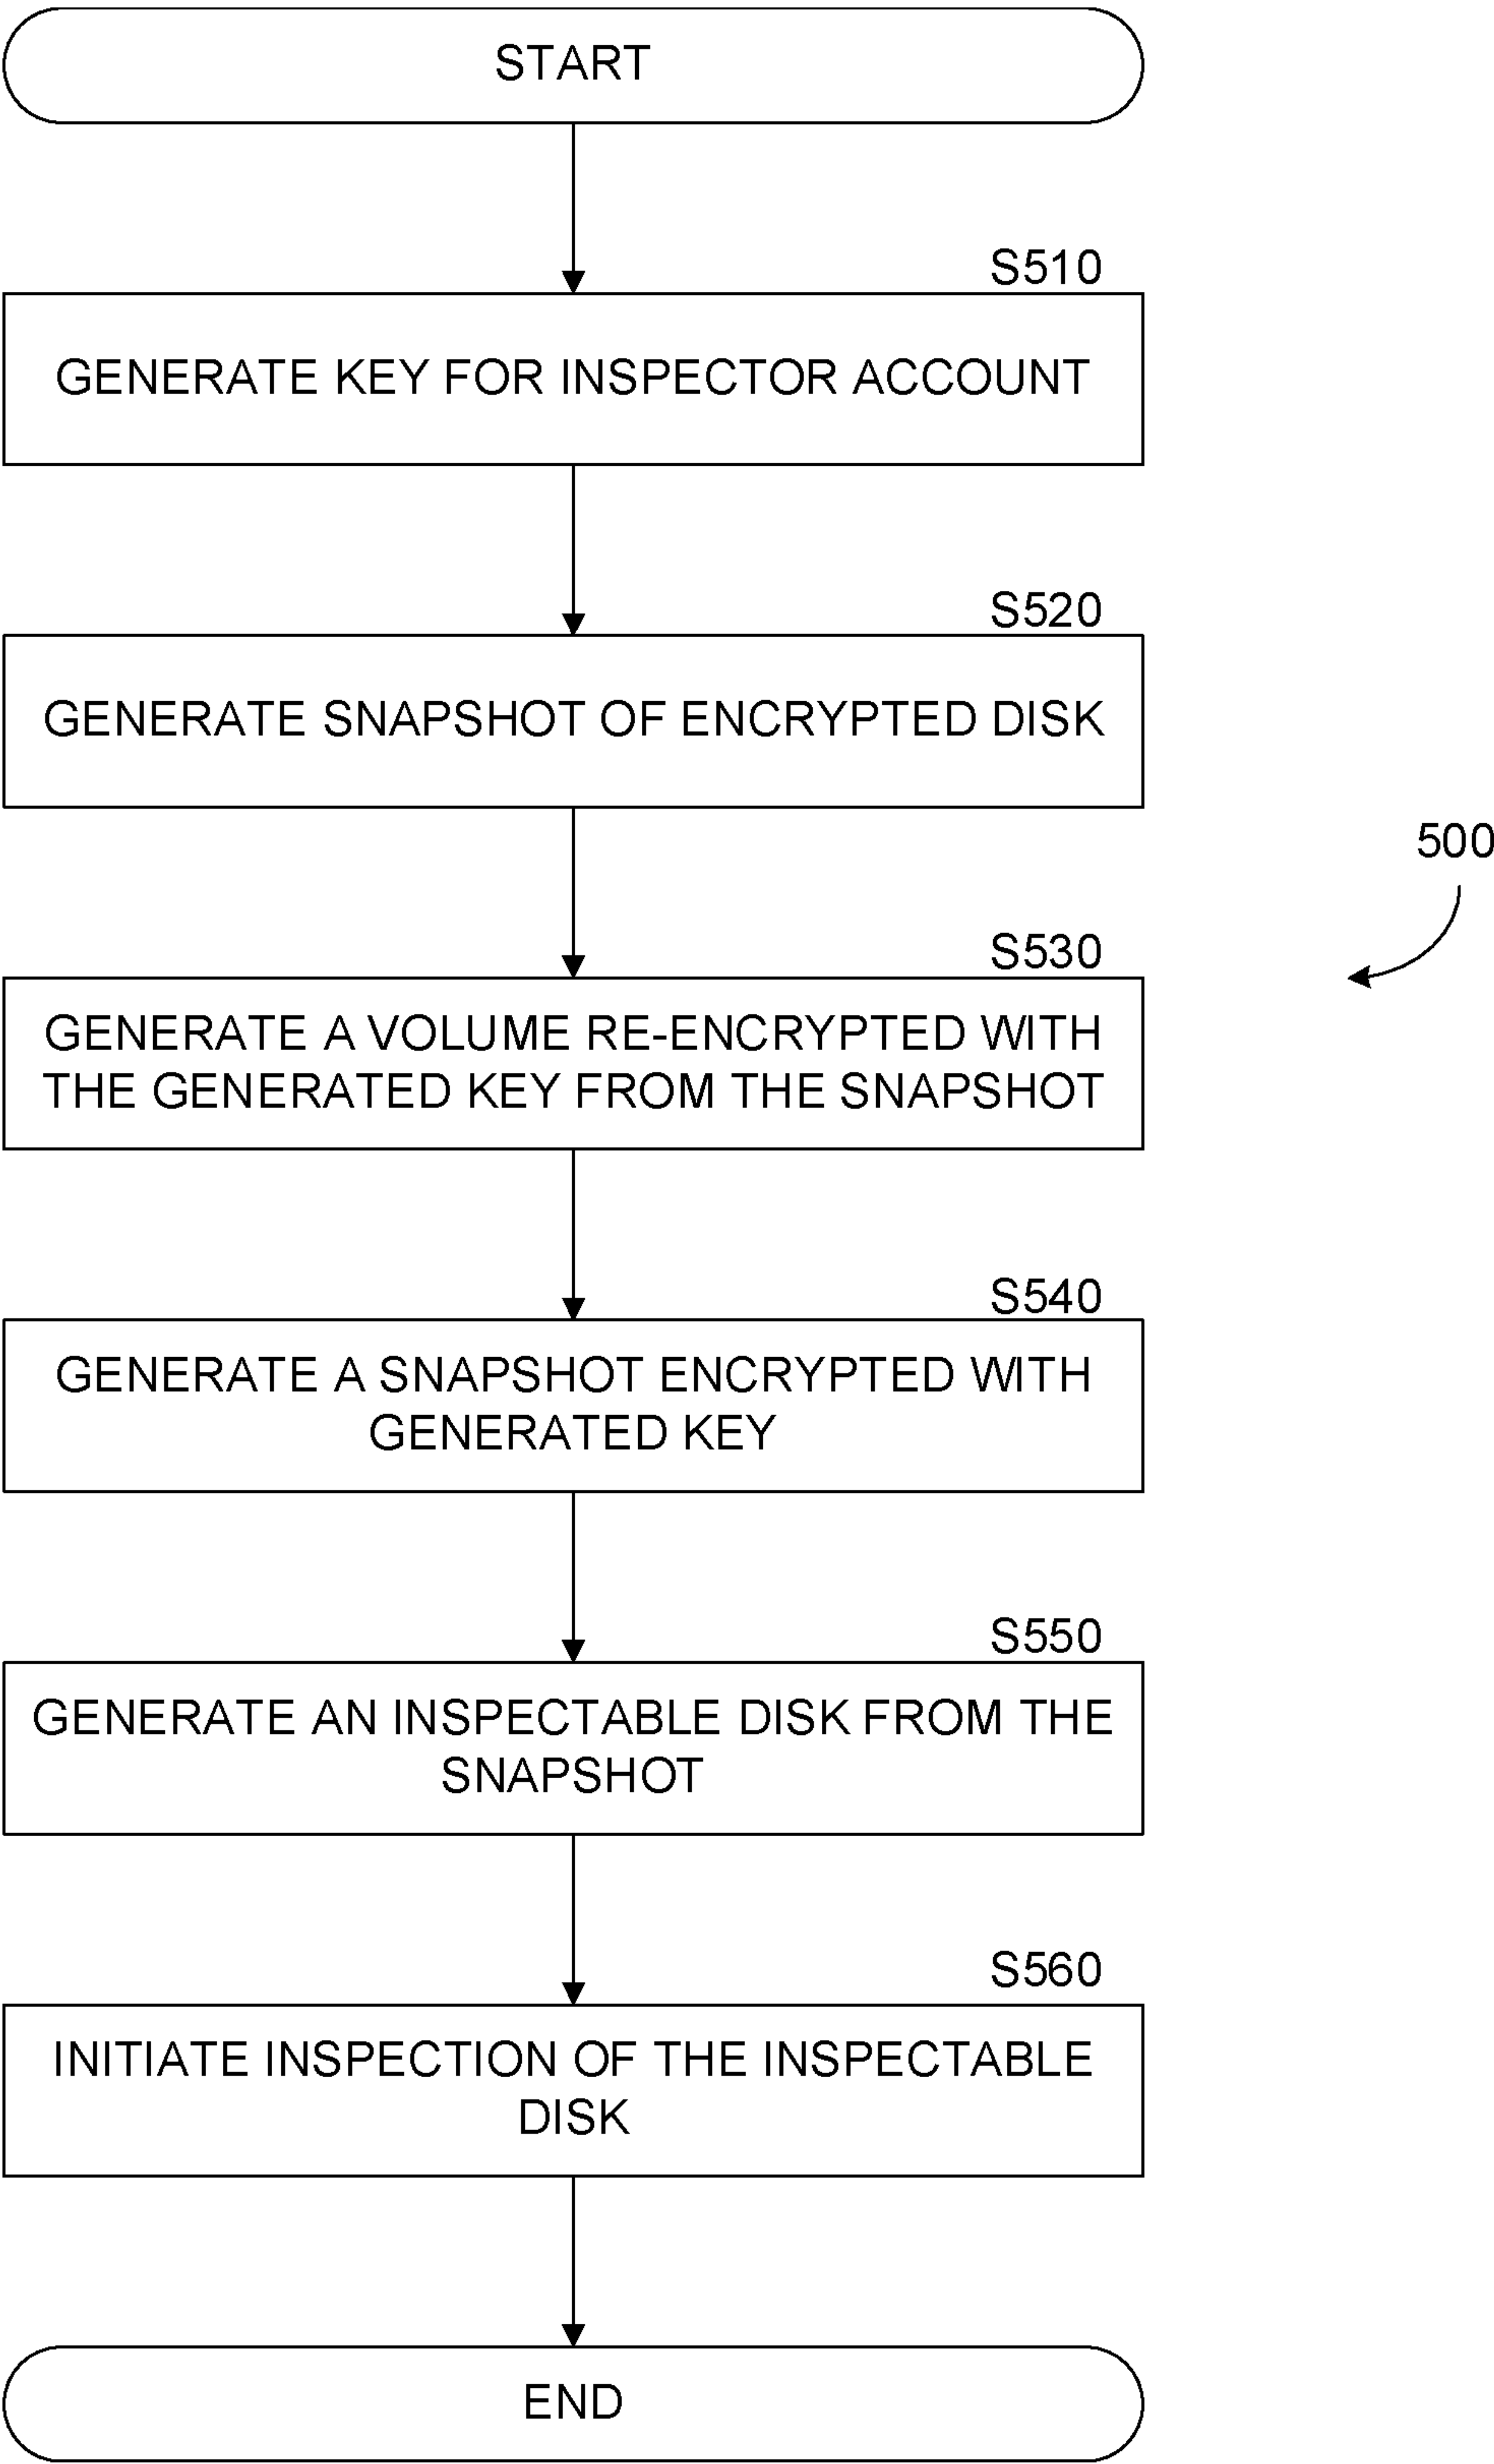 START
S510
GENERATE KEY FOR INSPECTOR ACCOUNT
S520
GENERATE SNAPSHOT OF ENCRYPTED DISK
500
S530
GENERATE A VOLUME RE-ENCRYPTED WITH
THE GENERATED KEY FROM THE SNAPSHOT
S540
GENERATE A SNAPSHOT ENCRYPTED WITH
GENERATED KEY
S550
GENERATE AN INSPECTABLE DISK FROM THE
SNAPSHOT
S560
INITIATE INSPECTION OF THE INSPECTABLE
DISK
END